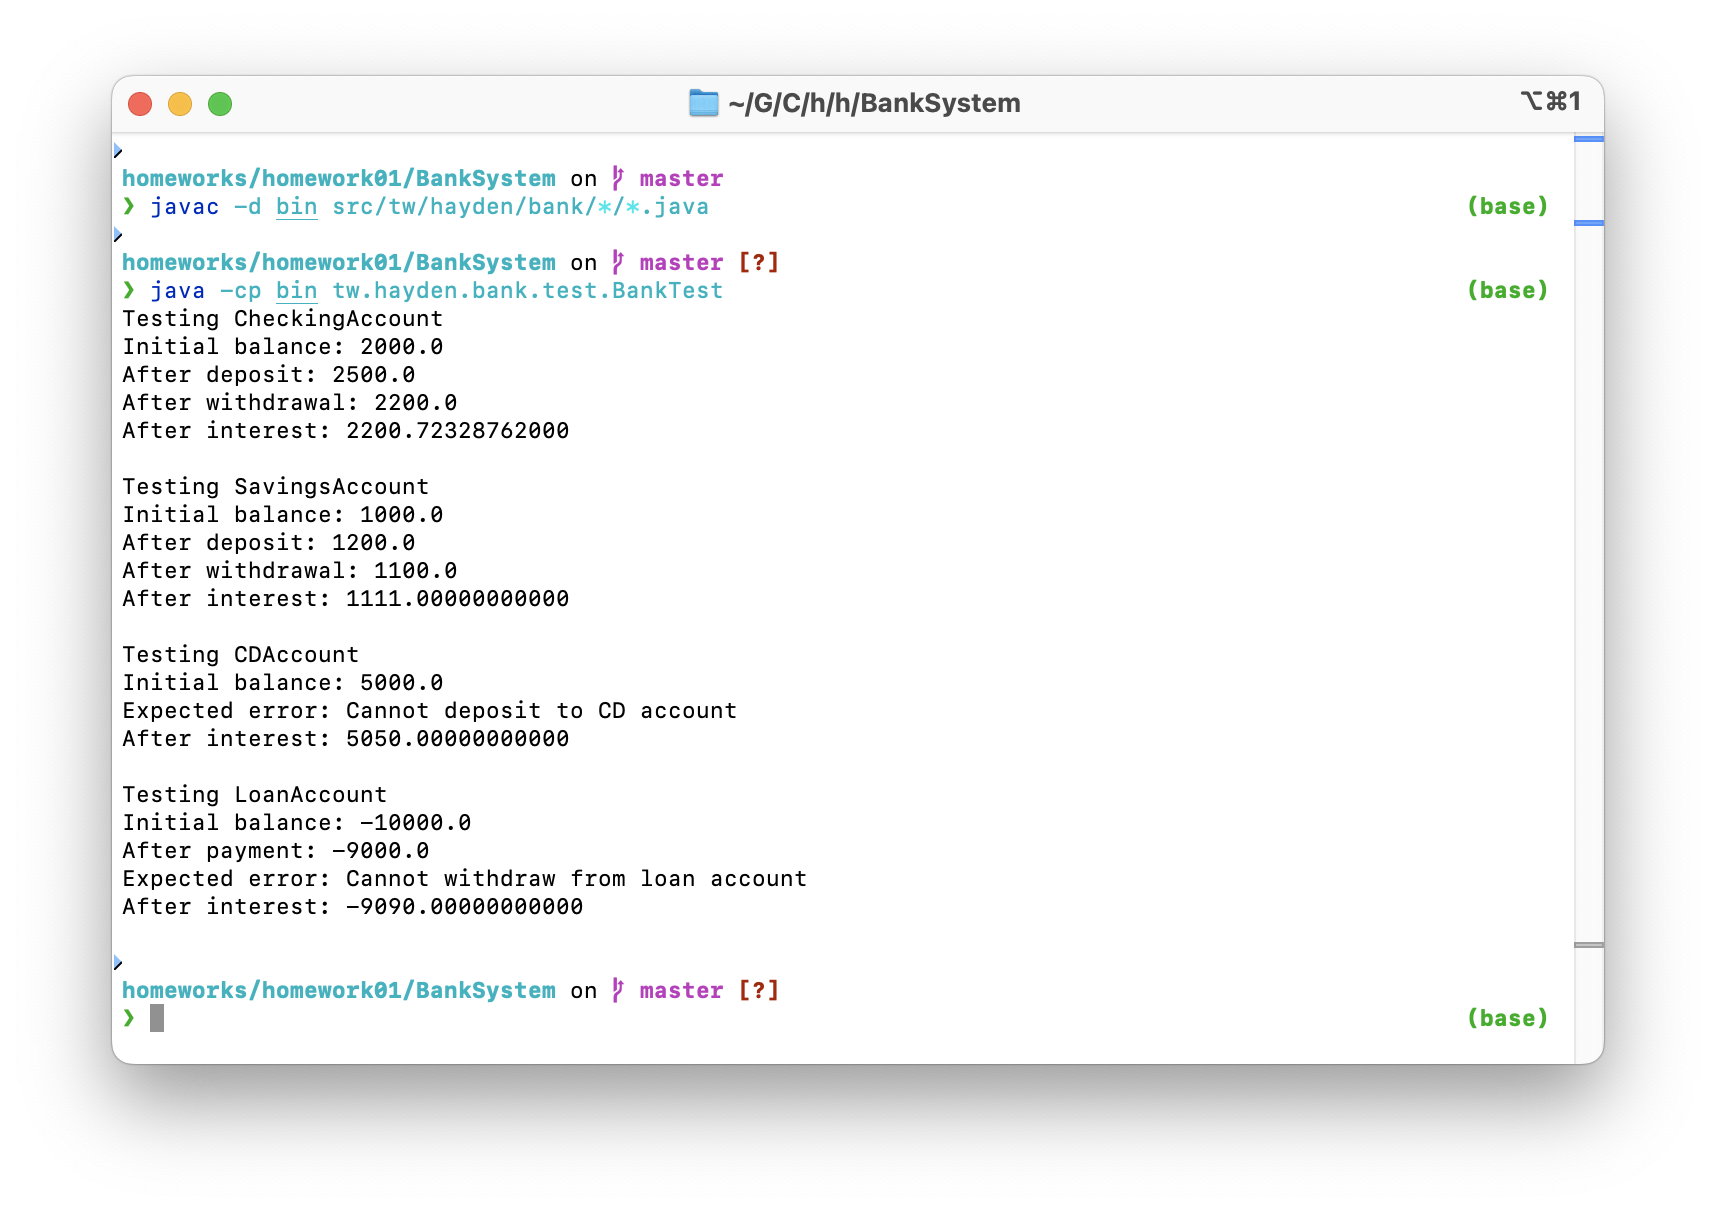 ~/G/C/h/h/BankSystem
⌥⌘1
homeworks/homework01/BankSystem on master
❯ javac -d bin src/tw/hayden/bank/*/*.java (base)
homeworks/homework01/BankSystem on master [?]
❯ java -cp bin tw.hayden.bank.test.BankTest (base)
Testing CheckingAccount
Initial balance: 2000.0
After deposit: 2500.0
After withdrawal: 2200.0
After interest: 2200.72328762000
Testing SavingsAccount
Initial balance: 1000.0
After deposit: 1200.0
After withdrawal: 1100.0
After interest: 1111.00000000000
Testing CDAccount
Initial balance: 5000.0
Expected error: Cannot deposit to CD account
After interest: 5050.00000000000
Testing LoanAccount
Initial balance: -10000.0
After payment: -9000.0
Expected error: Cannot withdraw from loan account
After interest: -9090.00000000000
homeworks/homework01/BankSystem on master [?]
❯ (base)